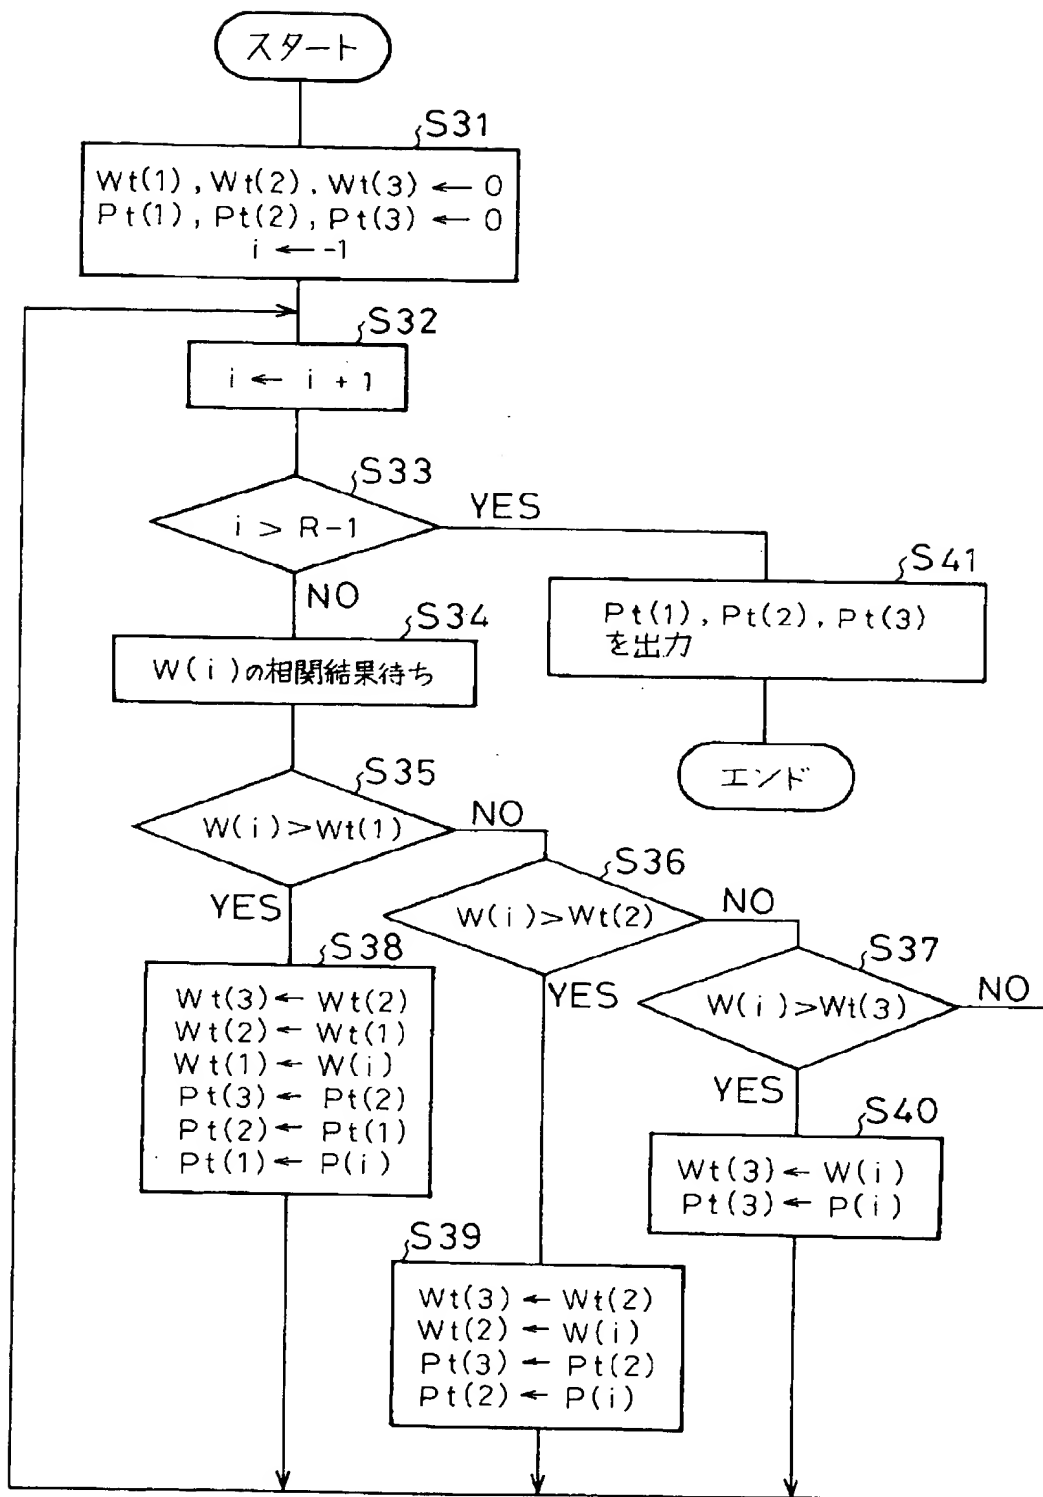 スタート
S31
Wt(1), Wt(2), Wt(3) ← 0
Pt(1), Pt(2), Pt(3) ← 0
i ← -1
S32
i ← i + 1
S33
i > R-1
YES
NO
S41
Pt(1), Pt(2), Pt(3)
を出力
エンド
S34
W(i)の相関結果待ち
S35
W(i)>Wt(1)
NO
YES
S36
W(i)>Wt(2)
NO
YES
S37
W(i)>Wt(3)
NO
YES
S38
Wt(3) ← Wt(2)
Wt(2) ← Wt(1)
Wt(1) ← W(i)
Pt(3) ← Pt(2)
Pt(2) ← Pt(1)
Pt(1) ← P(i)
S40
Wt(3) ← W(i)
Pt(3) ← P(i)
S39
Wt(3) ← Wt(2)
Wt(2) ← W(i)
Pt(3) ← Pt(2)
Pt(2) ← P(i)